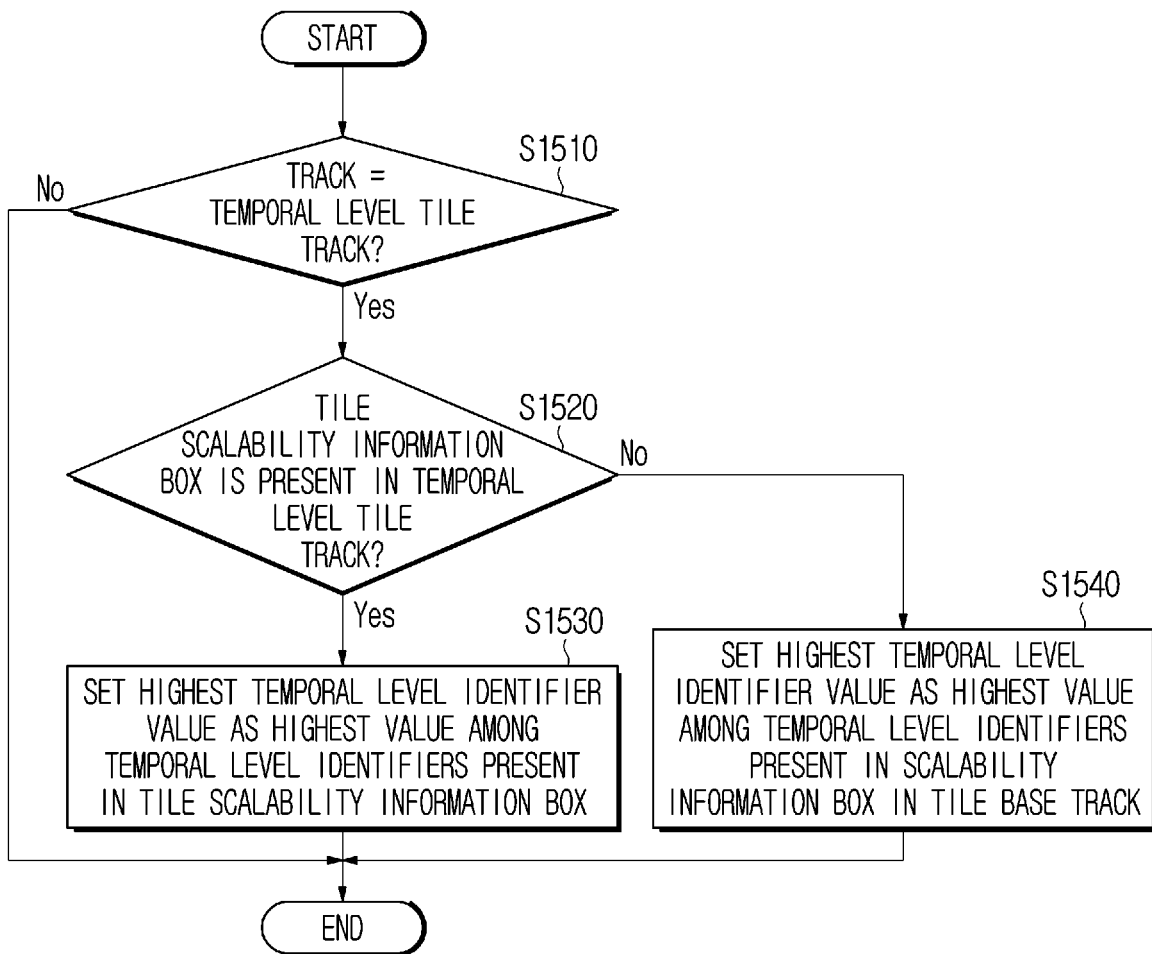 START
S1510
No
TRACK =
TEMPORAL LEVEL TILE
TRACK?
Yes
S1520
TILE
SCALABILITY INFORMATION
BOX IS PRESENT IN TEMPORAL
LEVEL TILE
TRACK?
No
Yes
S1530
SET HIGHEST TEMPORAL LEVEL IDENTIFIER
VALUE AS HIGHEST VALUE AMONG
TEMPORAL LEVEL IDENTIFIERS PRESENT
IN TILE SCALABILITY INFORMATION BOX
S1540
SET HIGHEST TEMPORAL LEVEL
IDENTIFIER VALUE AS HIGHEST VALUE
AMONG TEMPORAL LEVEL IDENTIFIERS
PRESENT IN SCALABILITY
INFORMATION BOX IN TILE BASE TRACK
END